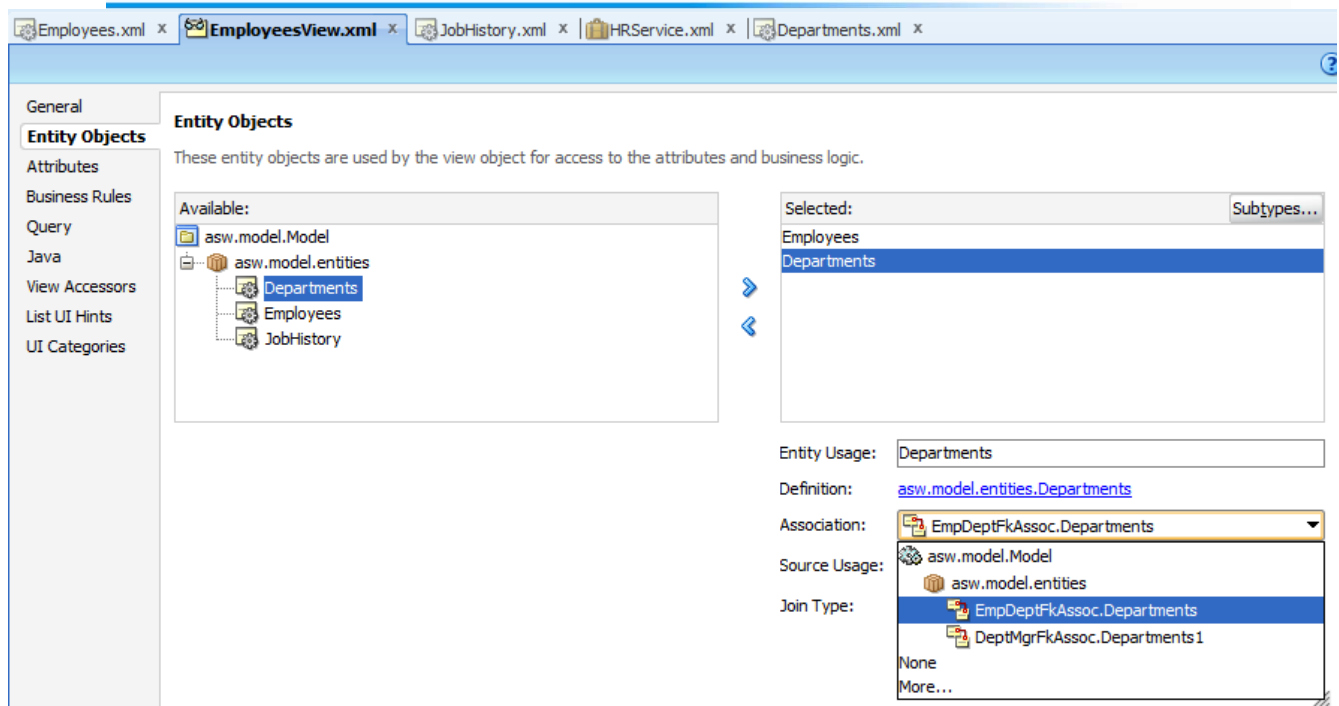 Employees.xml x EmployeesView.xml x JobHistory.xml x HRService.xml x Departments.xml x
?
General
Entity Objects
Attributes
Business Rules
Query
Java
View Accessors
List UI Hints
UI Categories
Entity Objects
These entity objects are used by the view object for access to the attributes and business logic.
Available:
asw.model.Model
asw.model.entities
Departments
Employees
JobHistory
Selected: Subtypes...
Employees
Departments
Entity Usage: Departments
Definition: asw.model.entities.Departments
Association: EmpDeptFkAssoc.Departments
Source Usage:
Join Type:
asw.model.Model
asw.model.entities
EmpDeptFkAssoc.Departments
DeptMgrFkAssoc.Departments1
None
More...